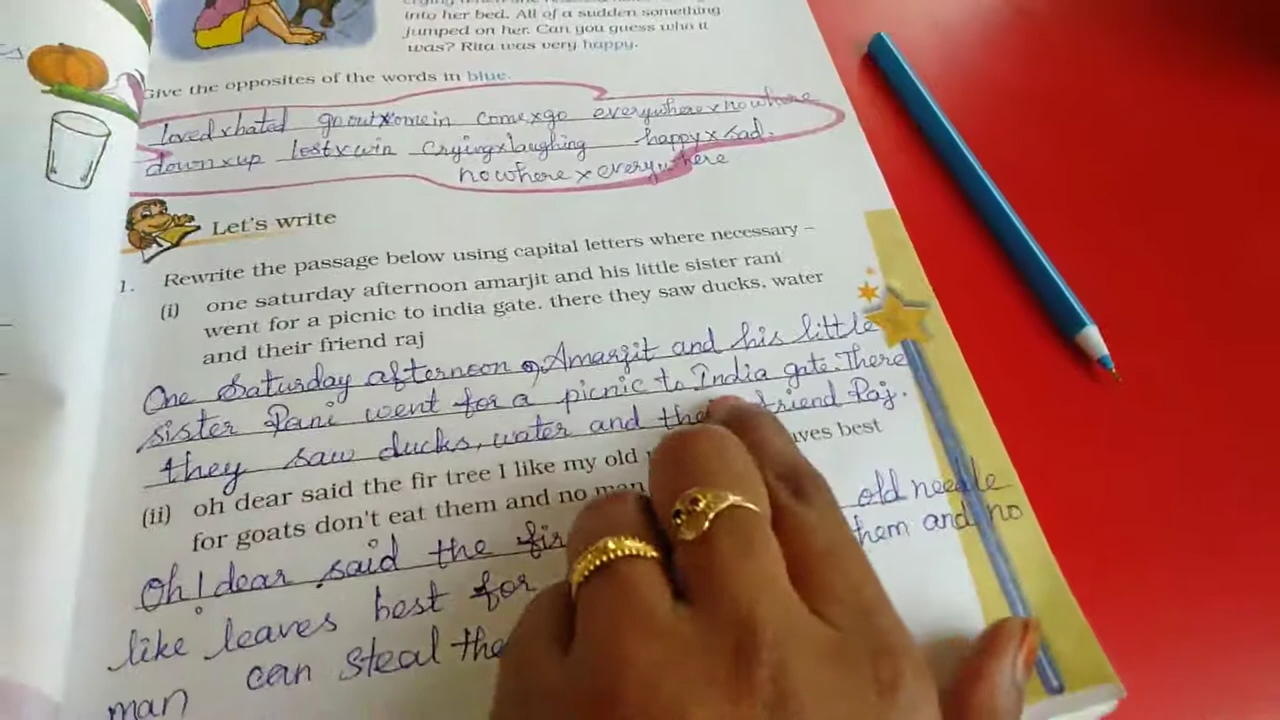 into her bed. All of a sudden something
jumped on her. Can you guess who it
was? Rita was very happy.
Give the opposites of the words in blue.
loved x hated go out x come in come x go everywhere x nowhere
down x up lost x win Crying x laughing happy x sad.
nowhere x everywhere
Let's write
1. Rewrite the passage below using capital letters where necessary –
(i) one saturday afternoon amarjit and his little sister rani
went for a picnic to india gate. there they saw ducks, water
and their friend raj
One Saturday afternoon, Amarjit and his little
sister Rani went for a picnic to India gate. There
they saw ducks, water and friend Raj.
(ii) oh dear said the fir tree I like my old best
for goats don't eat them and no man
old needle
Oh! dear said the fir them and no
like leaves best for
man can steal the